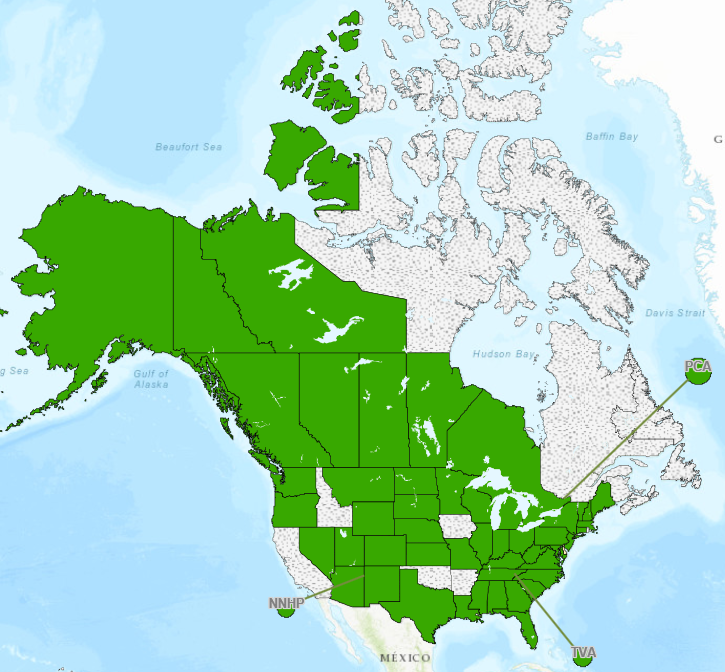 Baffin Bay
G
Beaufort Sea
Davis Strait
Hudson Bay
PCA
g Sea
Gulf of
Alaska
NNHP
TVA
MÉXICO